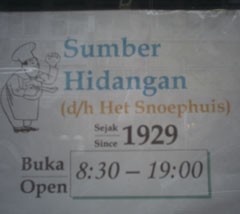 Sumber
Hidangan
(d/h Het Snoephuis)
Sejak
Since 1929
Buka
Open 8:30 – 19:00